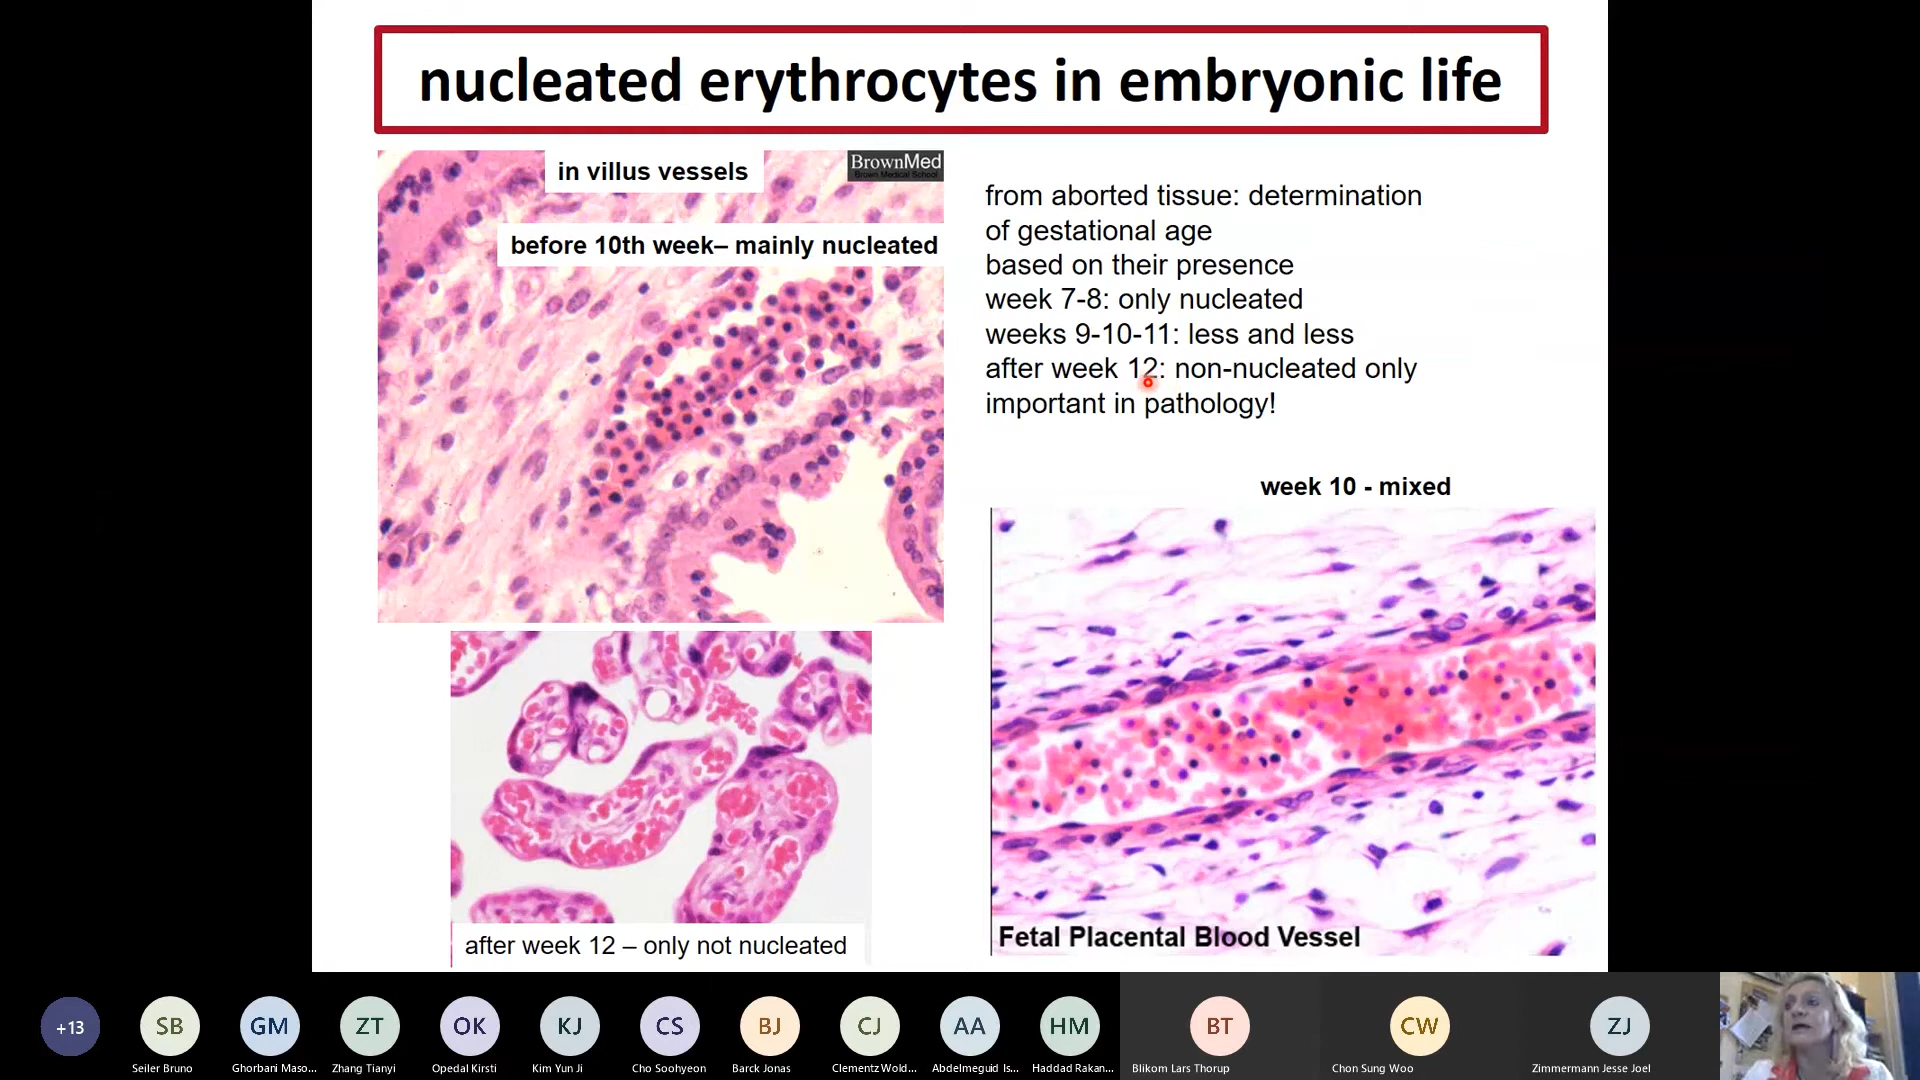 nucleated erythrocytes in embryonic life
in villus vessels
BrownMed
Brown Medical School
before 10th week– mainly nucleated
from aborted tissue: determination
of gestational age
based on their presence
week 7-8: only nucleated
weeks 9-10-11: less and less
after week 12: non-nucleated only
important in pathology!
week 10 - mixed
after week 12 – only not nucleated
Fetal Placental Blood Vessel
+13
SB
GM
ZT
OK
KJ
CS
BJ
CJ
AA
HM
BT
CW
ZJ
Seiler Bruno
Ghorbani Maso...
Zhang Tianyi
Opedal Kirsti
Kim Yun Ji
Cho Soohyeon
Barck Jonas
Clementz Wold...
Abdelmeguid Is...
Haddad Rakan...
Blikom Lars Thorup
Chon Sung Woo
Zimmermann Jesse Joel